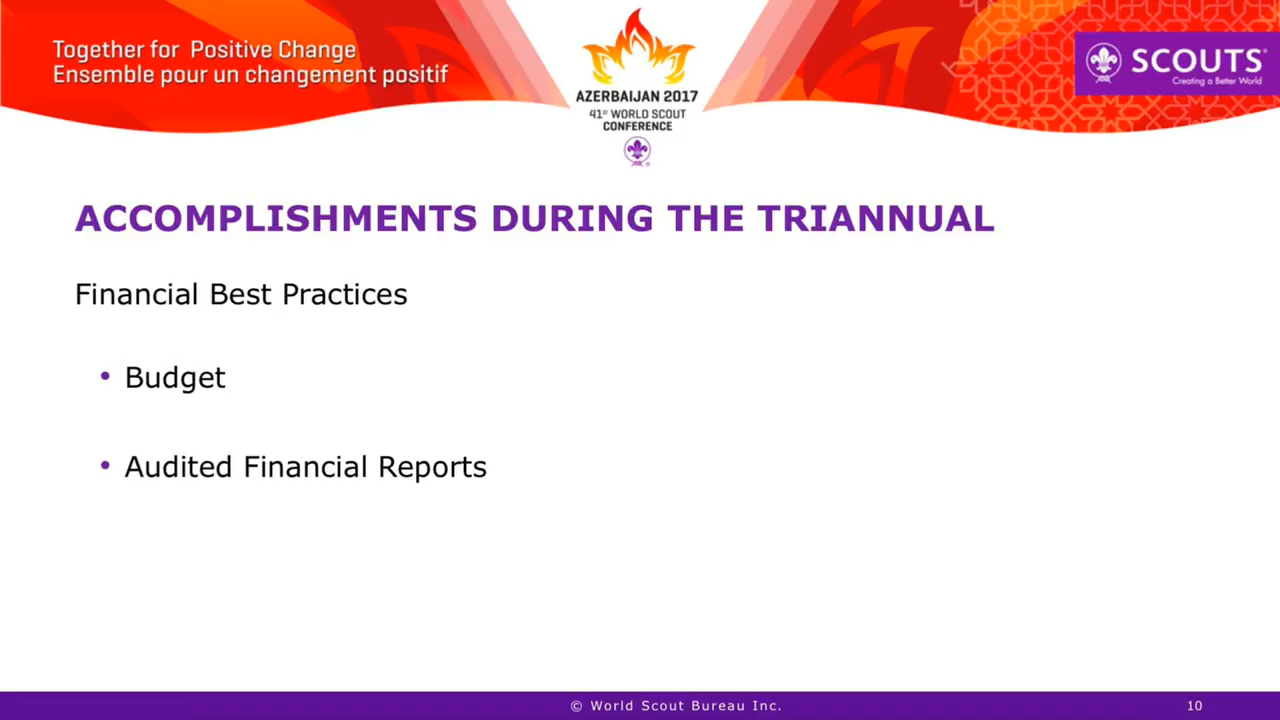 Together for Positive Change
Ensemble pour un changement positif
AZERBAIJAN 2017
41st WORLD SCOUT
CONFERENCE
SCOUTS®
Creating a Better World
ACCOMPLISHMENTS DURING THE TRIANNUAL
Financial Best Practices
• Budget
• Audited Financial Reports
© World Scout Bureau Inc.
10